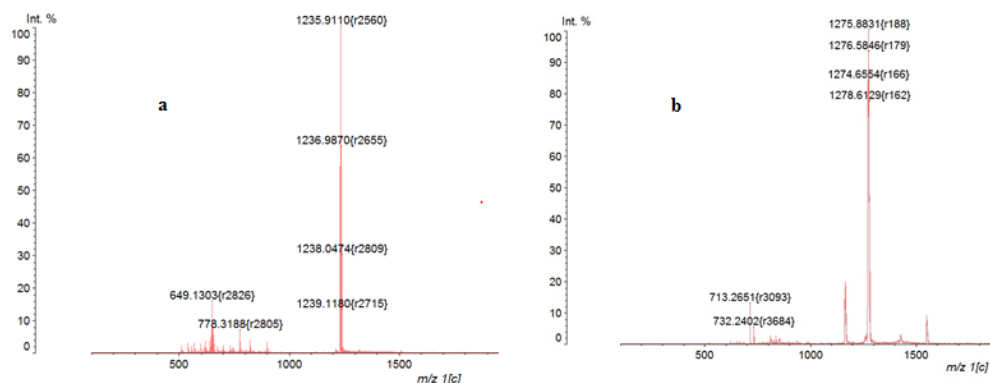 Int. %
1235.9110{r2560}
100
90
80
a
70
1236.9870{r2655}
60
50
40
1238.0474{r2809}
30
20
649.1303{r2826}
1239.1180{r2715}
10
778.3188{r2805}
0
500
1000
1500
m/z 1[c]
Int. %
1275.8831{r188}
100
1276.5846{r179}
90
1274.6554{r166}
80
1278.6129{r162}
b
70
60
50
40
30
20
713.2651{r3093}
10
732.2402{r3684}
0
500
1000
1500
m/z 1[c]